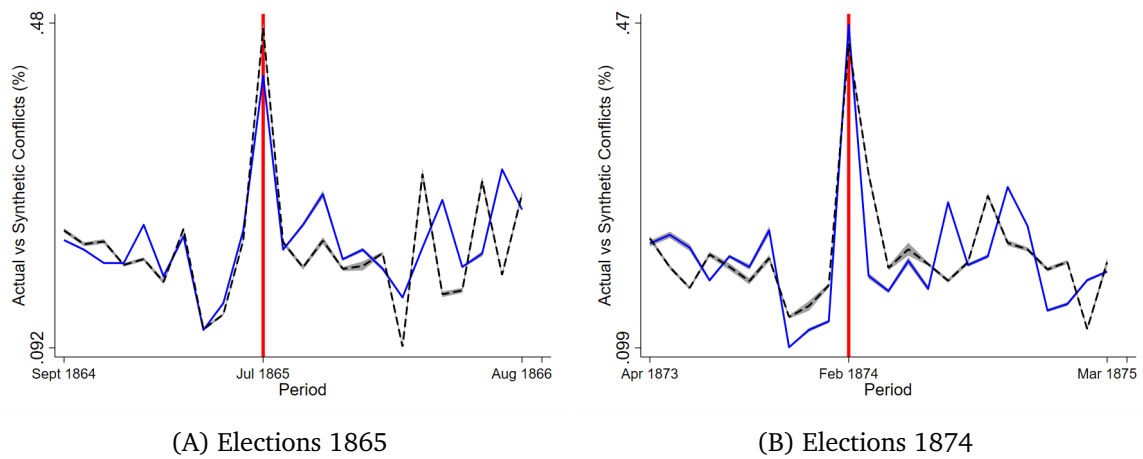 Actual vs Synthetic Conflicts (%)
.48
.092
Sept 1864
Jul 1865
Aug 1866
Period
(A) Elections 1865
Actual vs Synthetic Conflicts (%)
.47
.099
Apr 1873
Feb 1874
Mar 1875
Period
(B) Elections 1874